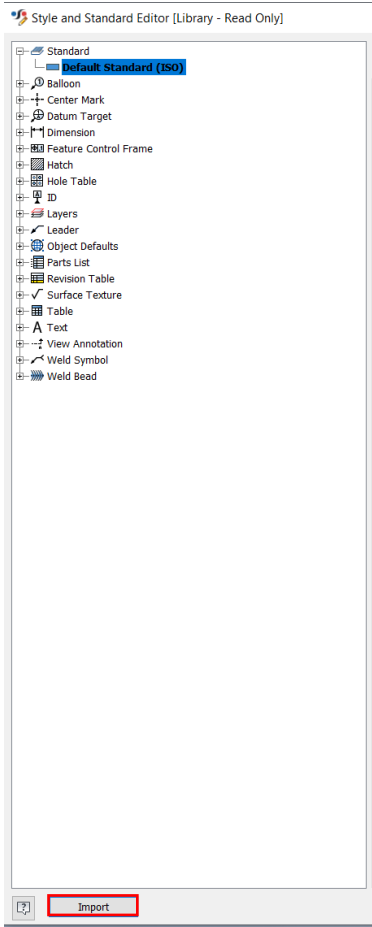 Style and Standard Editor [Library - Read Only]
Standard
Default Standard (ISO)
Balloon
Center Mark
Datum Target
Dimension
Feature Control Frame
Hatch
Hole Table
ID
Layers
Leader
Object Defaults
Parts List
Revision Table
Surface Texture
Table
Text
View Annotation
Weld Symbol
Weld Bead
Import